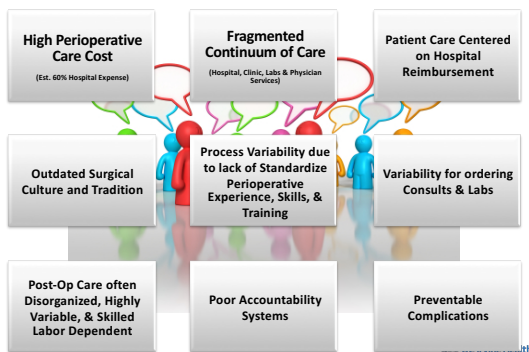 High Perioperative
Care Cost
(Est. 60% Hospital Expense)
Fragmented
Continuum of Care
(Hospital, Clinic, Labs & Physician
Services)
Patient Care Centered
on Hospital
Reimbursement
Outdated Surgical
Culture and Tradition
Process Variability due
to lack of Standardize
Perioperative
Experience, Skills, &
Training
Variability for ordering
Consults & Labs
Post-Op Care often
Disorganized, Highly
Variable, & Skilled
Labor Dependent
Poor Accountability
Systems
Preventable
Complications